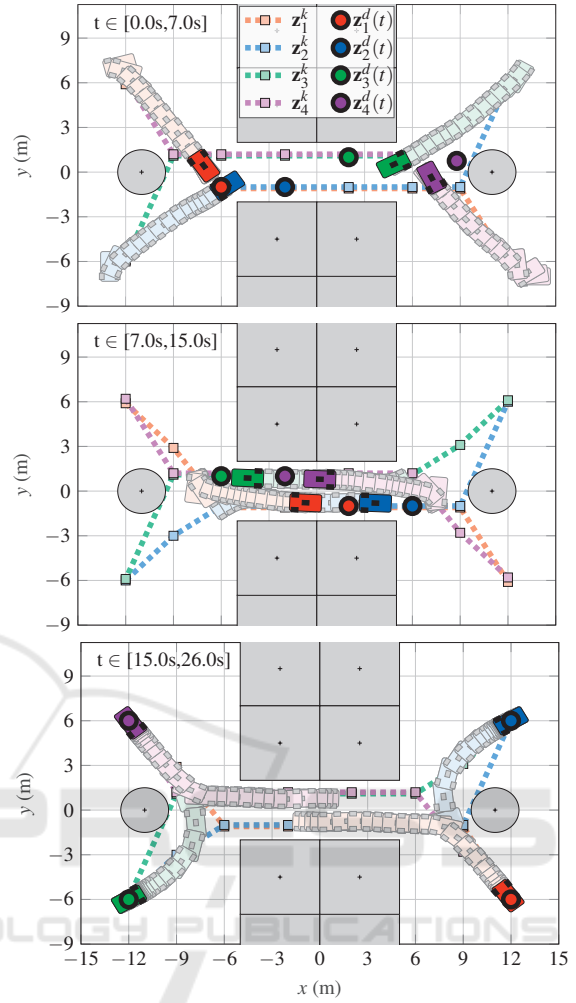 t ∈ [0.0s,7.0s]
z₁ᵏ z₁ᵈ(t)
z₂ᵏ z₂ᵈ(t)
z₃ᵏ z₃ᵈ(t)
z₄ᵏ z₄ᵈ(t)
9
6
3
0
−3
−6
−9
y (m)
t ∈ [7.0s,15.0s]
9
6
3
0
−3
−6
−9
y (m)
t ∈ [15.0s,26.0s]
9
6
3
0
−3
−6
−9
y (m)
−15 −12 −9 −6 −3 0 3 6 9 12 15
x (m)
OLOGY PUBLICATIONS